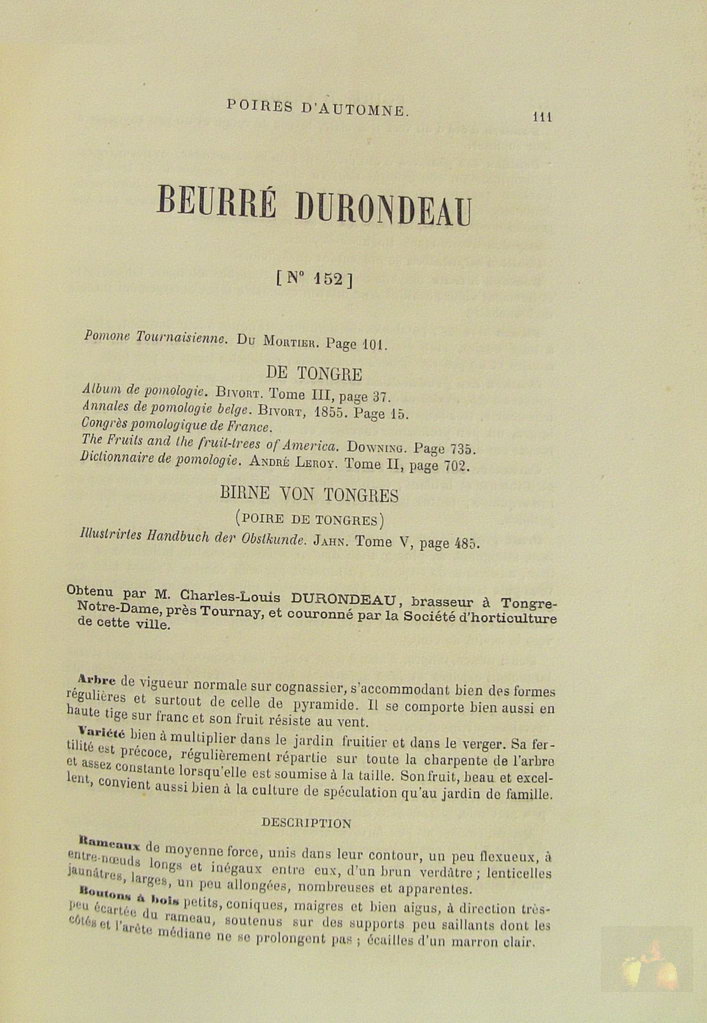 POIRES D'AUTOMNE.
111
BEURRÉ DURONDEAU
[ Nº 152 ]
Pomone Tournaisienne. DU MORTIER. Page 101.
DE TONGRE
Album de pomologie. BIVORT. Tome III, page 37.
Annales de pomologie belge. BIVORT, 1855. Page 15.
Congrès pomologique de France.
The Fruits and the fruit-trees of America. DOWNING. Page 735.
Dictionnaire de pomologie. ANDRÉ LEROY. Tome II, page 702.
BIRNE VON TONGRES
(POIRE DE TONGRES)
Illustrirtes Handbuch der Obstkunde. JAHN. Tome V, page 485.
Obtenu par M. Charles-Louis DURONDEAU, brasseur à Tongre-
Notre-Dame, près Tournay, et couronné par la Société d'horticulture
de cette ville.
Arbre de vigueur normale sur cognassier, s'accommodant bien des formes
régulières et surtout de celle de pyramide. Il se comporte bien aussi en
haute tige sur franc et son fruit résiste au vent.
Variété bien à multiplier dans le jardin fruitier et dans le verger. Sa fer-
tilité est précoce, régulièrement répartie sur toute la charpente de l'arbre
et assez constante lorsqu'elle est soumise à la taille. Son fruit, beau et excel-
lent, convient aussi bien à la culture de spéculation qu'au jardin de famille.
DESCRIPTION
Rameaux de moyenne force, unis dans leur contour, un peu flexueux, à
entre-nœuds longs et inégaux entre eux, d'un brun verdâtre ; lenticelles
jaunâtres, larges, un peu allongées, nombreuses et apparentes.
Boutons à bois petits, coniques, maigres et bien aigus, à direction très-
peu écartée du rameau, soutenus sur des supports peu saillants dont les
côtés et l'arête médiane ne se prolongent pas ; écailles d'un marron clair.